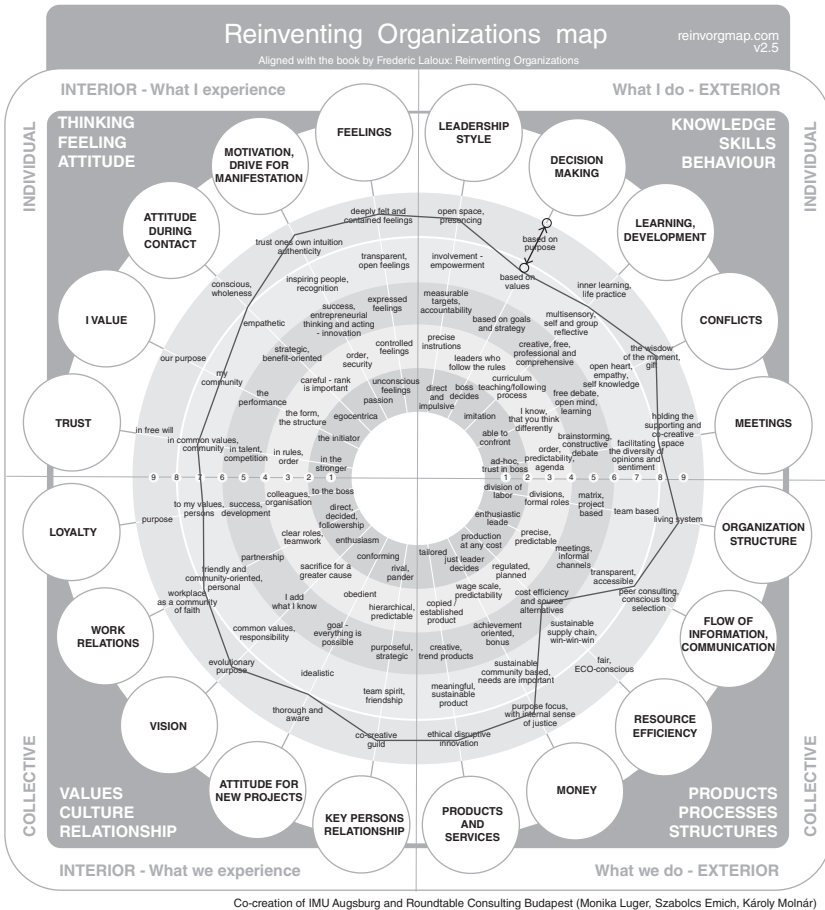 Reinventing Organizations map
reinvorgmap.com
v2.5
Aligned with the book by Frederic Laloux: Reinventing Organizations
INTERIOR - What I experience
What I do - EXTERIOR
INDIVIDUAL
INDIVIDUAL
THINKING
FEELING
ATTITUDE
KNOWLEDGE
SKILLS
BEHAVIOUR
FEELINGS
LEADERSHIP
STYLE
MOTIVATION,
DRIVE FOR
MANIFESTATION
DECISION
MAKING
ATTITUDE
DURING
CONTACT
LEARNING,
DEVELOPMENT
I VALUE
CONFLICTS
TRUST
MEETINGS
deeply felt and
contained feelings
open space,
presencing
trust ones own intuition
authenticity
based on
purpose
transparent,
open feelings
involvement -
empowerment
based on
values
conscious,
wholeness
inspiring people,
recognition
inner learning,
life practice
expressed
feelings
measurable
targets,
accountability
success,
entrepreneurial
thinking and acting
- innovation
based on goals
and strategy
multisensory,
self and group
reflective
empathetic
controlled
feelings
precise
instrutions
creative, free,
professional and
comprehensive
the wisdow
of the moment,
gift
our purpose
strategic,
benefit-oriented
order,
security
leaders who
follow the rules
open heart,
empathy,
self knowledge
my
community
careful - rank
is important
unconscious
feelings
direct
and
impulsive
boss
decides
curriculum
teaching/following
process
the
performance
passion
free debate,
open mind,
learning
the form,
the structure
egocentrica
imitation
I know,
that you think
differently
holding the
supporting and
co-creative
space
in free will
in common values,
community
the initiator
able to
confront
brainstorming,
constructive
debate
facilitating
the diversity of
opinions and
sentiment
in talent,
competition
in rules,
order
in the
stronger
ad-hoc,
trust in boss
order,
predictability,
agenda
9 8 7 6 5 4 3 2 1
1 2 3 4 5 6 7 8 9
to the boss
division of
labor
colleagues,
organisation
divisions,
formal roles
matrix,
project
based
to my values,
persons
success,
development
team based
purpose
direct,
decided,
followership
enthusiastic
leade
living system
clear roles,
teamwork
enthusiasm
production
at any cost
precise,
predictable
partnership
conforming
tailored
just leader
decides
meetings,
informal
channels
friendly and
community-oriented,
personal
sacrifice for a
greater cause
rival,
pander
regulated,
planned
transparent,
accessible
workplace
as a community
of faith
I add
what I know
obedient
wage scale,
predictability
cost efficiency
and source
alternatives
peer consulting,
conscious tool
selection
hierarchical,
predictable
copied /
established
product
common values,
responsibility
goal -
everything is
possible
achievement
oriented,
bonus
sustainable
supply chain,
win-win-win
purposeful,
strategic
creative,
trend products
evolutionary
purpose
idealistic
sustainable
community based,
needs are important
fair,
ECO-conscious
team spirit,
friendship
meaningful,
sustainable
product
thorough and
aware
purpose focus,
with internal sense
of justice
co-creative
guild
ethical disruptive
innovation
LOYALTY
ORGANIZATION
STRUCTURE
WORK
RELATIONS
FLOW OF
INFORMATION,
COMMUNICATION
VISION
RESOURCE
EFFICIENCY
ATTITUDE FOR
NEW PROJECTS
MONEY
KEY PERSONS
RELATIONSHIP
PRODUCTS
AND
SERVICES
COLLECTIVE
COLLECTIVE
VALUES
CULTURE
RELATIONSHIP
PRODUCTS
PROCESSES
STRUCTURES
INTERIOR - What we experience
What we do - EXTERIOR
Co-creation of IMU Augsburg and Roundtable Consulting Budapest (Monika Luger, Szabolcs Emich, Károly Molnár)